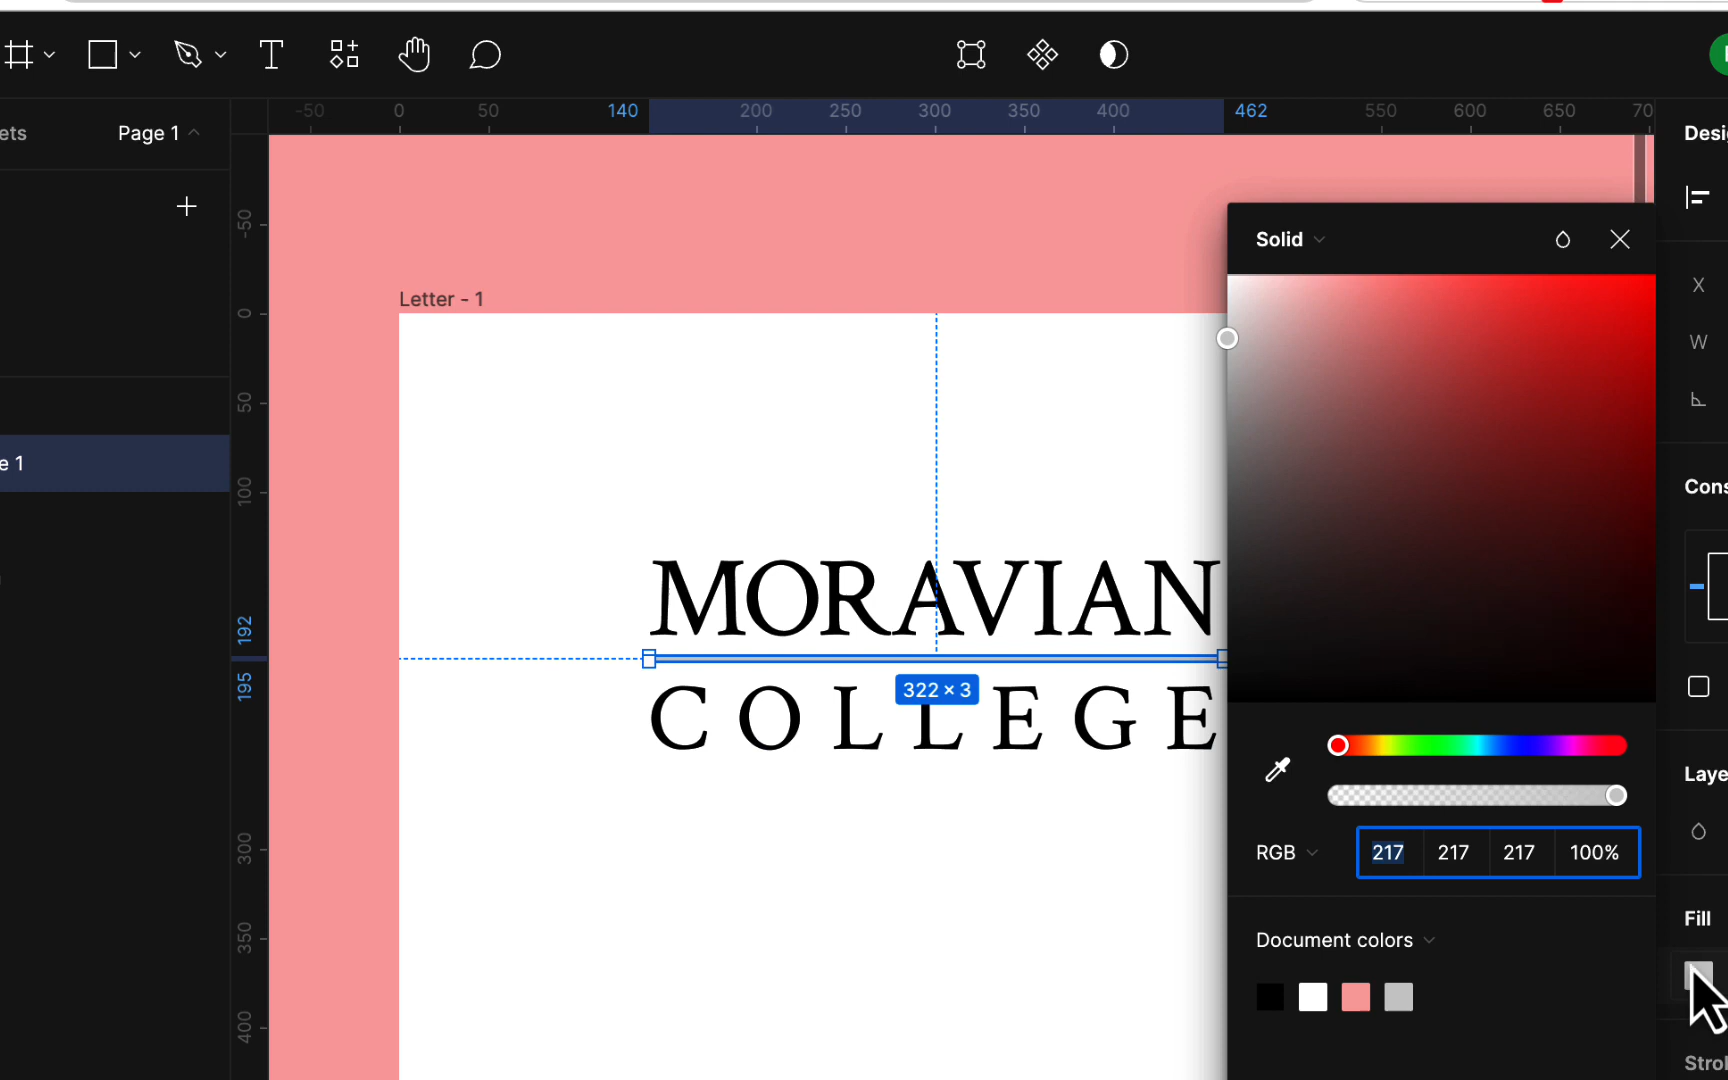 ets
Page 1
-50
0
50
140
200
250
300
350
400
462
550
600
650
70
Desi
-50
0
50
100
192
195
300
350
400
e 1
Letter - 1
MORAVIAN
322 × 3
COLLEGE
Solid
RGB
217
217
217
100%
Document colors
X
W
Cons
Laye
Fill
Strol